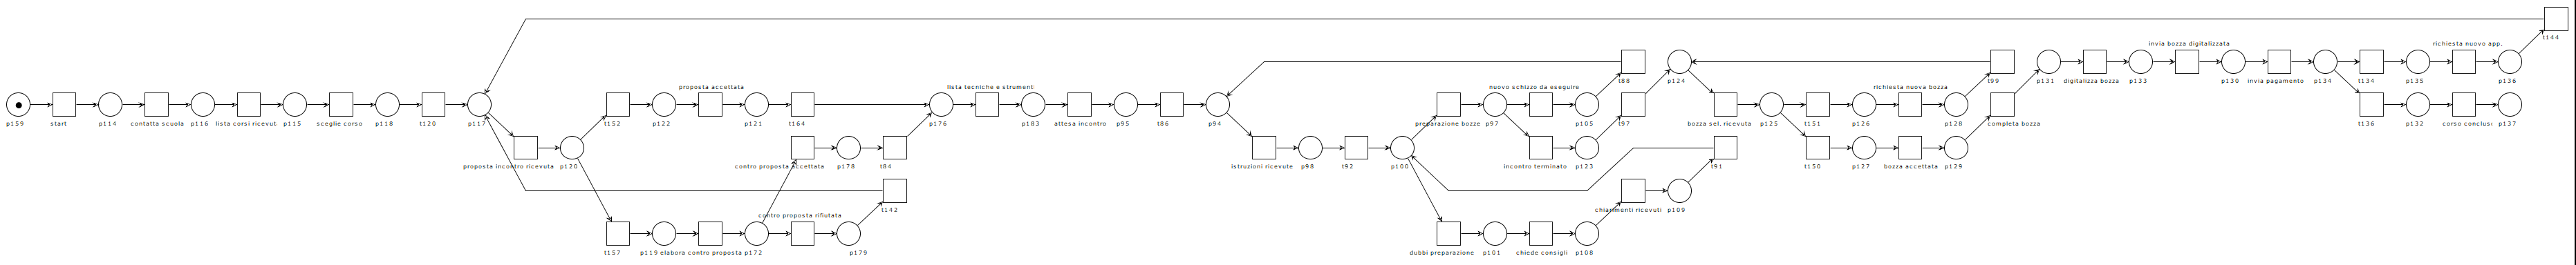 t144
richiesta nuovo app.
invia bozza digitalizzata
t88
p124
t99
p131
digitalizza bozza
p133
p130
invia pagamento
p134
t134
p135
p136
proposta accettata
lista tecniche e strumenti
nuovo schizzo da eseguire
richiesta nuova bozza
p159
start
p114
contatta scuola
p116
lista corsi ricevut.
p115
sceglie corso
p118
t120
p117
t152
p122
p121
t164
p176
p183
attesa incontro
p95
t86
p94
preparazione bozze
p97
p105
t97
bozza sel. ricevuta
p125
t151
p126
p128
completa bozza
t136
p132
corso conclus
p137
proposta incontro ricevuta
p120
contro proposta accettata
p178
t84
istruzioni ricevute
p98
t92
p100
incontro terminato
p123
t91
t150
p127
bozza accettata
p129
t142
chiarimenti ricevuti
p109
contro proposta rifiutata
t157
p119
elabora contro proposta
p172
p179
dubbi preparazione
p101
chiede consigli
p108